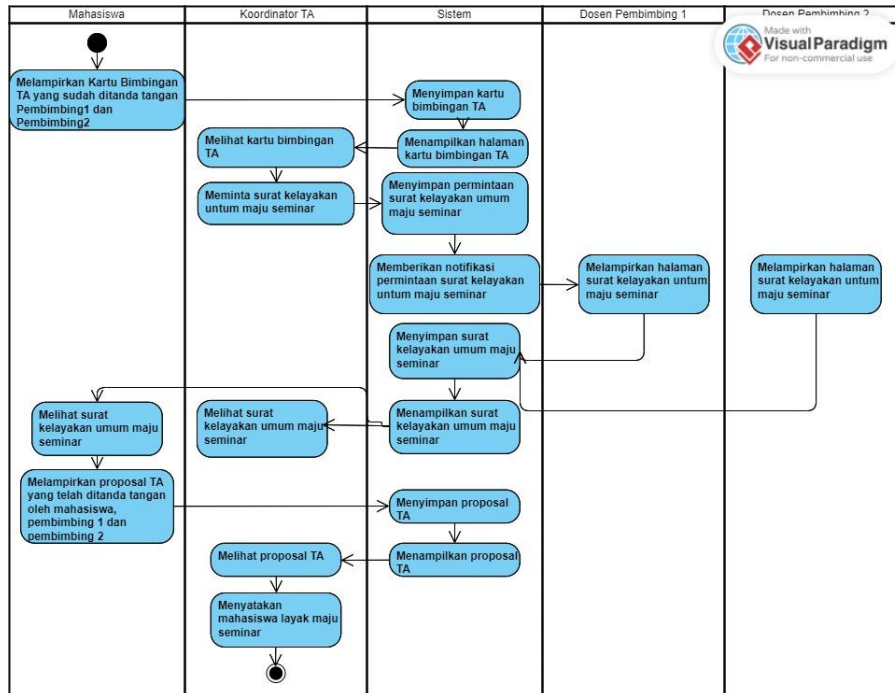 Mahasiswa
Koordinator TA
Sistem
Dosen Pembimbing 1
Dosen Pembimbing 2
Made with
Visual Paradigm
For non-commercial use
Melampirkan Kartu Bimbingan
TA yang sudah ditanda tangan
Pembimbing1 dan
Pembimbing2
Menyimpan kartu
bimbingan TA
Melihat kartu bimbingan
TA
Menampilkan halaman
kartu bimbingan TA
Meminta surat kelayakan
untum maju seminar
Menyimpan permintaan
surat kelayakan umum
maju seminar
Memberikan notifikasi
permintaan surat kelayakan
untum maju seminar
Melampirkan halaman
surat kelayakan untum
maju seminar
Melampirkan halaman
surat kelayakan untum
maju seminar
Menyimpan surat
kelayakan umum maju
seminar
Melihat surat
kelayakan umum maju
seminar
Melihat surat
kelayakan umum maju
seminar
Menampilkan surat
kelayakan umum maju
seminar
Melampirkan proposal TA
yang telah ditanda tangan
oleh mahasiswa,
pembimbing 1 dan
pembimbing 2
Menyimpan proposal
TA
Melihat proposal TA
Menampilkan proposal
TA
Menyatakan
mahasiswa layak maju
seminar